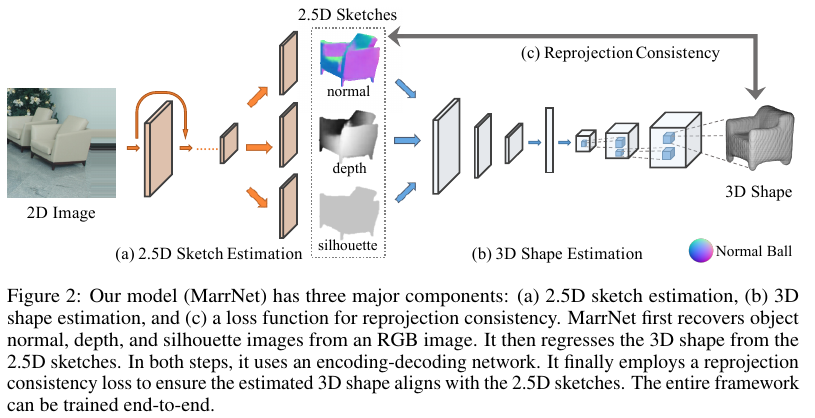 2.5D Sketches
(c) Reprojection Consistency
normal
depth
silhouette
2D Image
3D Shape
(a) 2.5D Sketch Estimation
(b) 3D Shape Estimation
Normal Ball
Figure 2: Our model (MarrNet) has three major components: (a) 2.5D sketch estimation, (b) 3D
shape estimation, and (c) a loss function for reprojection consistency. MarrNet first recovers object
normal, depth, and silhouette images from an RGB image. It then regresses the 3D shape from the
2.5D sketches. In both steps, it uses an encoding-decoding network. It finally employs a reprojection
consistency loss to ensure the estimated 3D shape aligns with the 2.5D sketches. The entire framework
can be trained end-to-end.